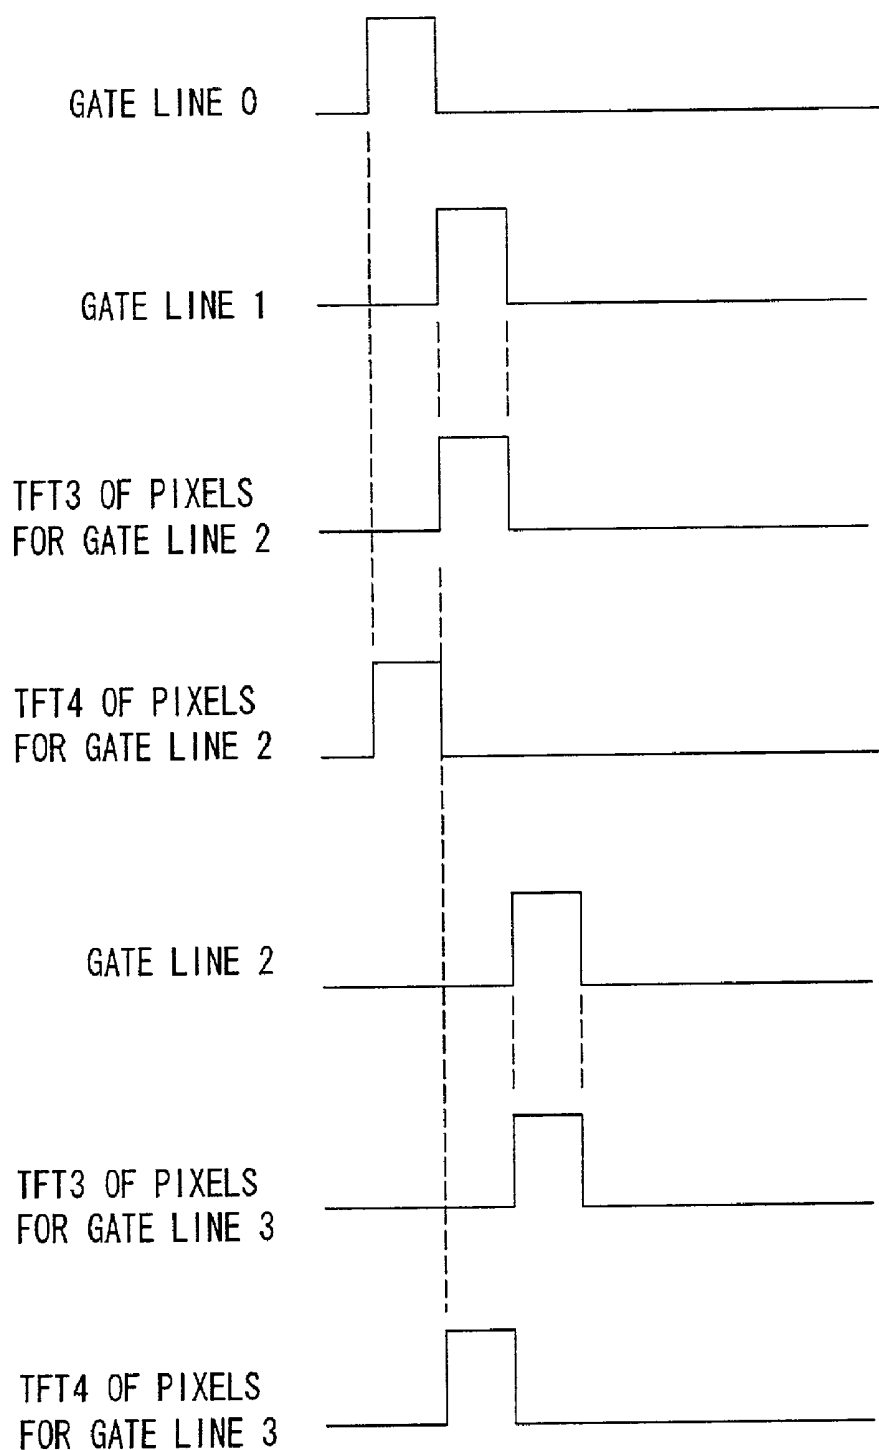 GATE LINE 0
GATE LINE 1
TFT3 OF PIXELS
FOR GATE LINE 2
TFT4 OF PIXELS
FOR GATE LINE 2
GATE LINE 2
TFT3 OF PIXELS
FOR GATE LINE 3
TFT4 OF PIXELS
FOR GATE LINE 3